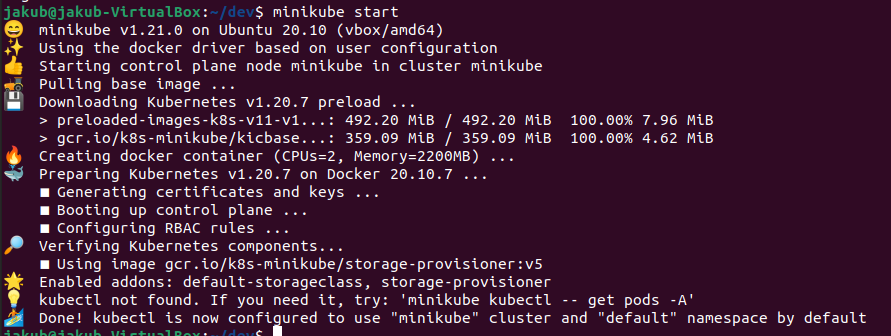 jakub@jakub-VirtualBox:~/dev$ minikube start
😄 minikube v1.21.0 on Ubuntu 20.10 (vbox/amd64)
✨ Using the docker driver based on user configuration
👍 Starting control plane node minikube in cluster minikube
🚜 Pulling base image ...
💾 Downloading Kubernetes v1.20.7 preload ...
> preloaded-images-k8s-v11-v1...: 492.20 MiB / 492.20 MiB 100.00% 7.96 MiB
> gcr.io/k8s-minikube/kicbase...: 359.09 MiB / 359.09 MiB 100.00% 4.62 MiB
🔥 Creating docker container (CPUs=2, Memory=2200MB) ...
🐳 Preparing Kubernetes v1.20.7 on Docker 20.10.7 ...
▪ Generating certificates and keys ...
▪ Booting up control plane ...
▪ Configuring RBAC rules ...
🔎 Verifying Kubernetes components...
▪ Using image gcr.io/k8s-minikube/storage-provisioner:v5
🌟 Enabled addons: default-storageclass, storage-provisioner
💡 kubectl not found. If you need it, try: 'minikube kubectl -- get pods -A'
🏄 Done! kubectl is now configured to use "minikube" cluster and "default" namespace by default
jakub@jakub-VirtualBox:~/dev$